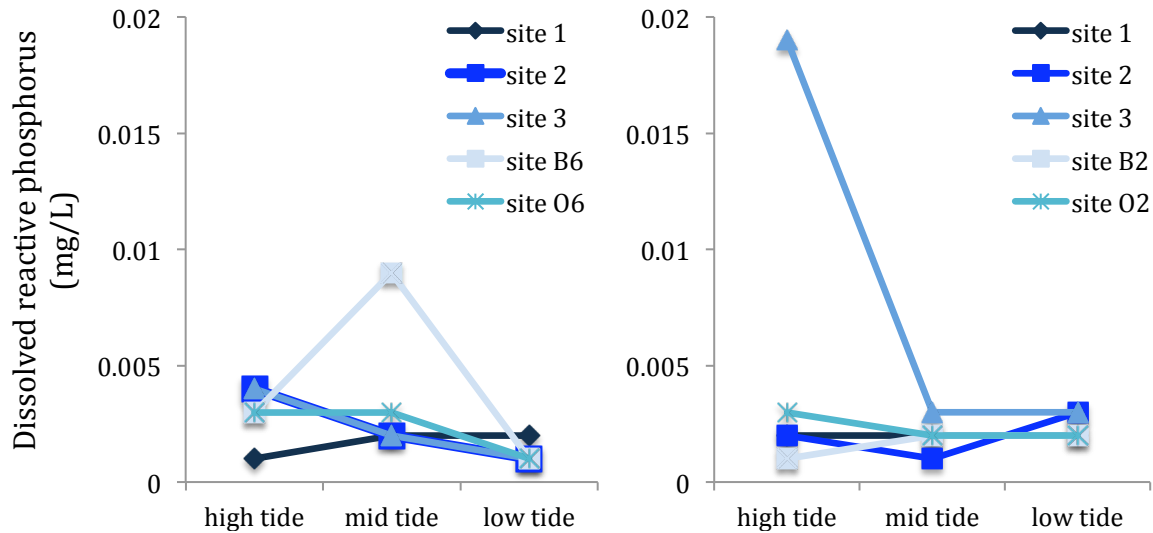 Dissolved reactive phosphorus
(mg/L)
0.02
0.015
0.01
0.005
0
site 1
site 2
site 3
site B6
site O6
high tide mid tide low tide
0.02
0.015
0.01
0.005
0
site 1
site 2
site 3
site B2
site O2
high tide mid tide low tide